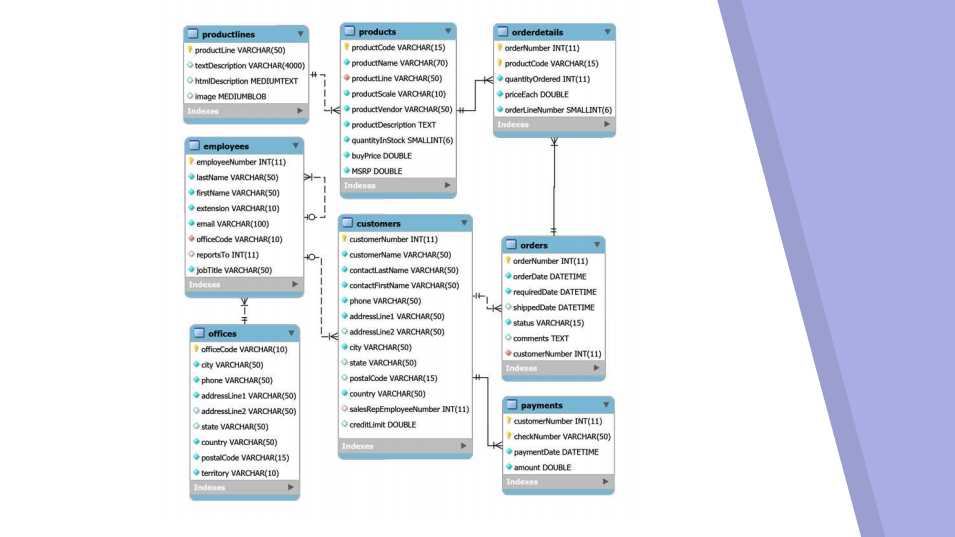 productlines
productLine VARCHAR(50)
textDescription VARCHAR(4000)
htmlDescription MEDIUMTEXT
image MEDIUMBLOB
Indexes
products
productCode VARCHAR(15)
productName VARCHAR(70)
productLine VARCHAR(50)
productScale VARCHAR(10)
productVendor VARCHAR(50)
productDescription TEXT
quantityInStock SMALLINT(6)
buyPrice DOUBLE
MSRP DOUBLE
Indexes
orderdetails
orderNumber INT(11)
productCode VARCHAR(15)
quantityOrdered INT(11)
priceEach DOUBLE
orderLineNumber SMALLINT(6)
Indexes
employees
employeeNumber INT(11)
lastName VARCHAR(50)
firstName VARCHAR(50)
extension VARCHAR(10)
email VARCHAR(100)
officeCode VARCHAR(10)
reportsTo INT(11)
jobTitle VARCHAR(50)
Indexes
customers
customerNumber INT(11)
customerName VARCHAR(50)
contactLastName VARCHAR(50)
contactFirstName VARCHAR(50)
phone VARCHAR(50)
addressLine1 VARCHAR(50)
addressLine2 VARCHAR(50)
city VARCHAR(50)
state VARCHAR(50)
postalCode VARCHAR(15)
country VARCHAR(50)
salesRepEmployeeNumber INT(11)
creditLimit DOUBLE
Indexes
orders
orderNumber INT(11)
orderDate DATETIME
requiredDate DATETIME
shippedDate DATETIME
status VARCHAR(15)
comments TEXT
customerNumber INT(11)
Indexes
offices
officeCode VARCHAR(10)
city VARCHAR(50)
phone VARCHAR(50)
addressLine1 VARCHAR(50)
addressLine2 VARCHAR(50)
state VARCHAR(50)
country VARCHAR(50)
postalCode VARCHAR(15)
territory VARCHAR(10)
Indexes
payments
customerNumber INT(11)
checkNumber VARCHAR(50)
paymentDate DATETIME
amount DOUBLE
Indexes